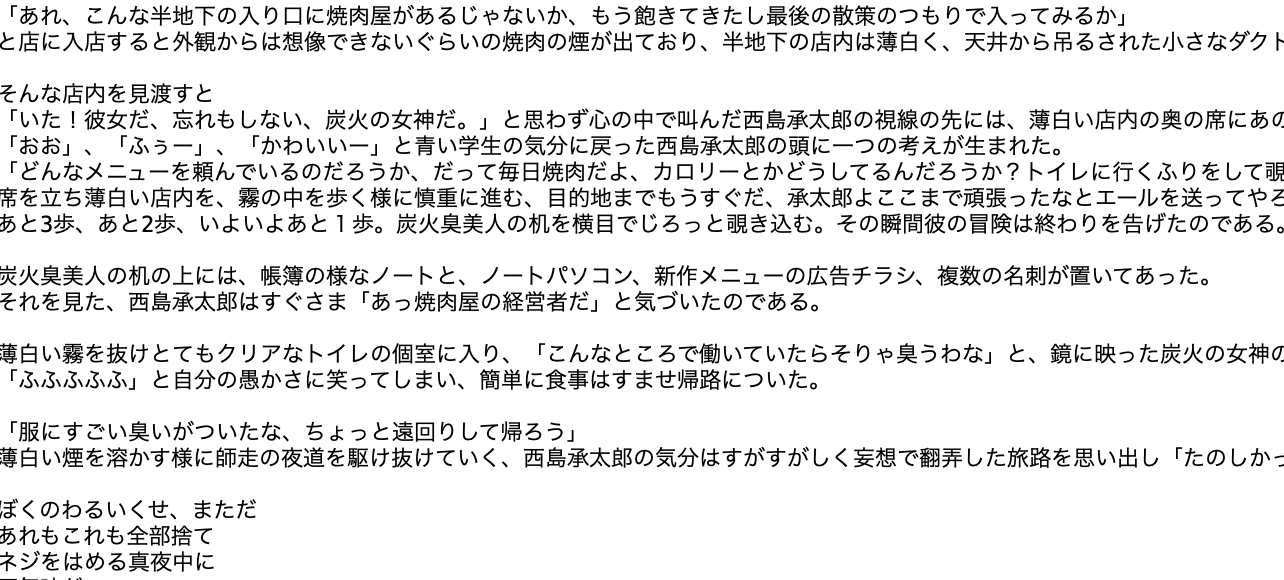 「あれ、こんな半地下の入り口に焼肉屋があるじゃないか、もう飽きてきたし最後の散策のつもりで入ってみるか」
と店に入店すると外観からは想像できないぐらいの焼肉の煙が出ており、半地下の店内は薄白く、天井から吊るされた小さなダクト
そんな店内を見渡すと
「いた！彼女だ、忘れもしない、炭火の女神だ。」と思わず心の中で叫んだ西島承太郎の視線の先には、薄白い店内の奥の席にあの
「おお」、「ふぅー」、「かわいいー」と青い学生の気分に戻った西島承太郎の頭に一つの考えが生まれた。
「どんなメニューを頼んでいるのだろうか、だって毎日焼肉だよ、カロリーとかどうしてるんだろうか？トイレに行くふりをして覗
席を立ち薄白い店内を、霧の中を歩く様に慎重に進む、目的地までもうすぐだ、承太郎よここまで頑張ったなとエールを送ってやろ
あと3歩、あと2歩、いよいよあと１歩。炭火臭美人の机を横目でじろっと覗き込む。その瞬間彼の冒険は終わりを告げたのである。
炭火臭美人の机の上には、帳簿の様なノートと、ノートパソコン、新作メニューの広告チラシ、複数の名刺が置いてあった。
それを見た、西島承太郎はすぐさま「あっ焼肉屋の経営者だ」と気づいたのである。
薄白い霧を抜けとてもクリアなトイレの個室に入り、「こんなところで働いていたらそりゃ臭うわな」と、鏡に映った炭火の女神の
「ふふふふふ」と自分の愚かさに笑ってしまい、簡単に食事はすませ帰路についた。
「服にすごい臭いがついたな、ちょっと遠回りして帰ろう」
薄白い煙を溶かす様に師走の夜道を駆け抜けていく、西島承太郎の気分はすがすがしく妄想で翻弄した旅路を思い出し「たのしかっ
ぼくのわるいくせ、まただ
あれもこれも全部捨て
ネジをはめる真夜中に